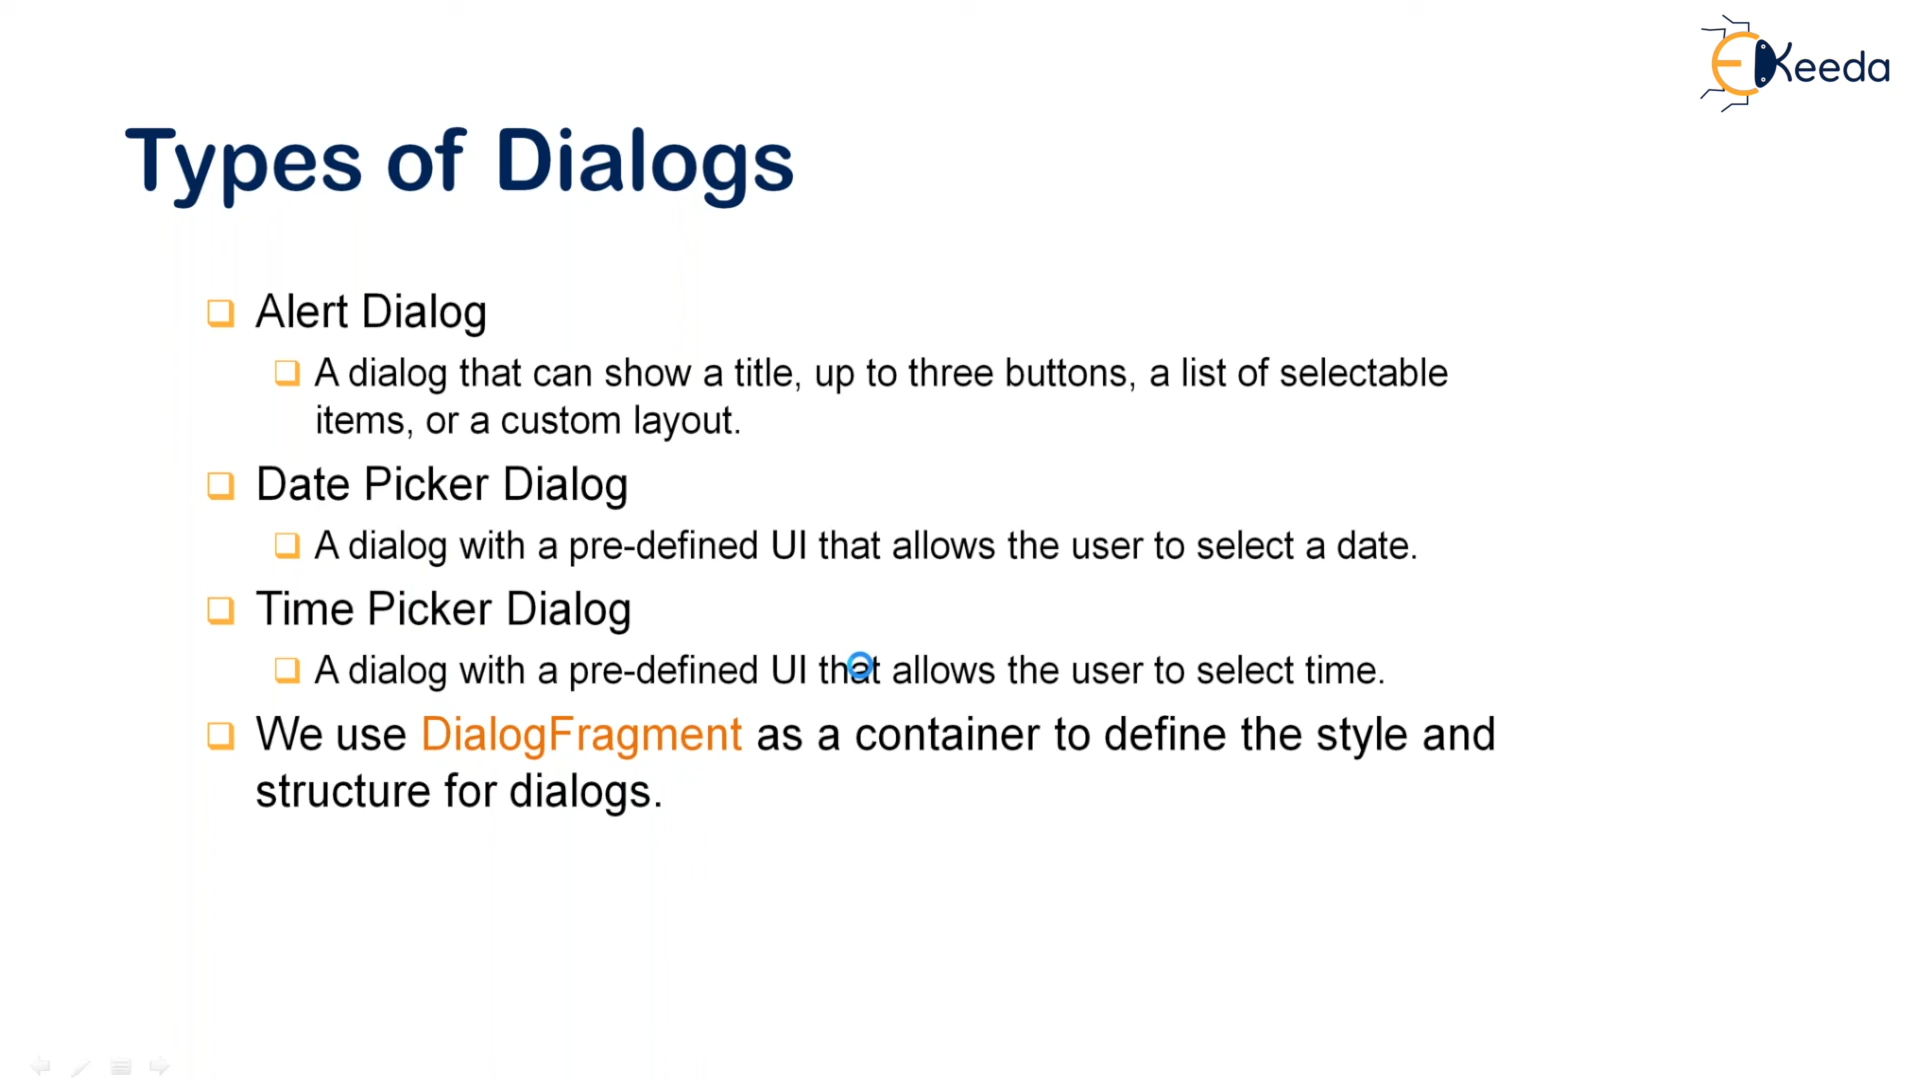 EKeeda
Types of Dialogs
Alert Dialog
A dialog that can show a title, up to three buttons, a list of selectable
items, or a custom layout.
Date Picker Dialog
A dialog with a pre-defined UI that allows the user to select a date.
Time Picker Dialog
A dialog with a pre-defined UI that allows the user to select time.
We use DialogFragment as a container to define the style and
structure for dialogs.